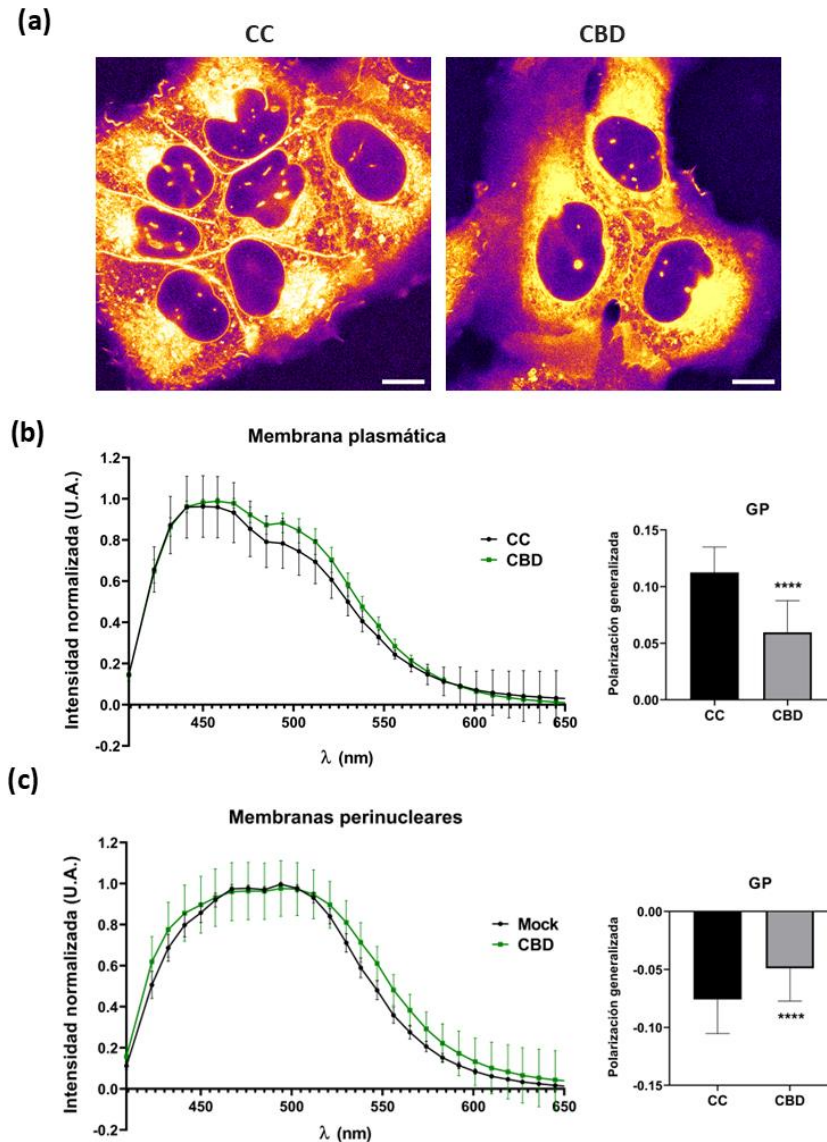 (a)
CC
CBD
(b)
Membrana plasmática
Intensidad normalizada (U.A.)
1.2
1.0
0.8
0.6
0.4
0.2
0.0
-0.2
450
500
550
600
650
λ (nm)
CC
CBD
GP
Polarización generalizada
0.15
0.10
0.05
0.00
****
CC
CBD
(c)
Membranas perinucleares
Intensidad normalizada (U.A.)
1.2
1.0
0.8
0.6
0.4
0.2
0.0
-0.2
450
500
550
600
650
λ (nm)
Mock
CBD
GP
Polarización generalizada
0.00
-0.05
-0.10
-0.15
****
CC
CBD